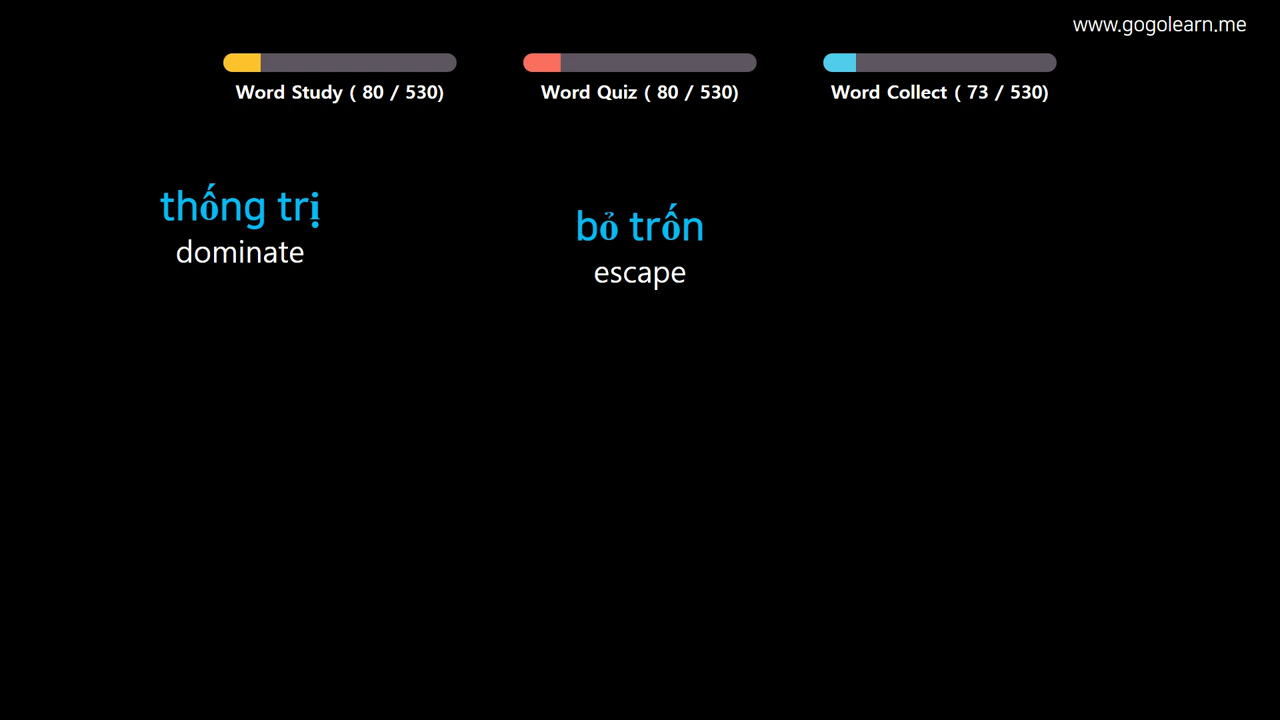 www.gogolearn.me
Word Study ( 80 / 530)
Word Quiz ( 80 / 530)
Word Collect ( 73 / 530)
thống trị
dominate
bỏ trốn
escape